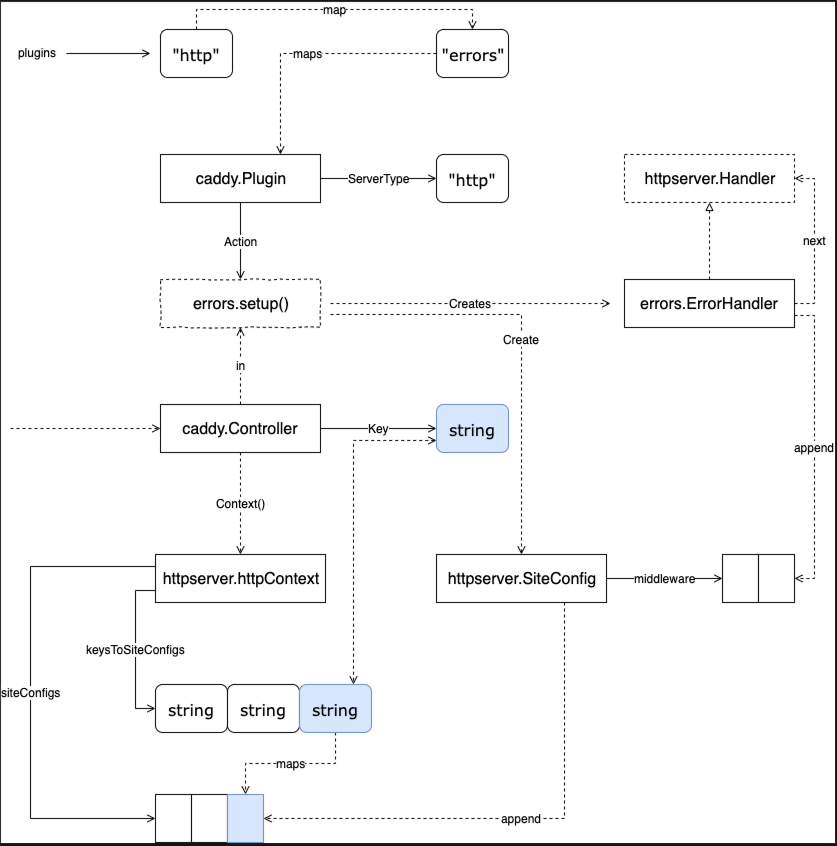 map
plugins
"http"
"errors"
maps
caddy.Plugin
ServerType
"http"
httpserver.Handler
Action
next
errors.setup()
Creates
errors.ErrorHandler
Create
in
caddy.Controller
Key
string
append
Context()
httpserver.httpContext
httpserver.SiteConfig
middleware
keysToSiteConfigs
siteConfigs
string
string
string
maps
append